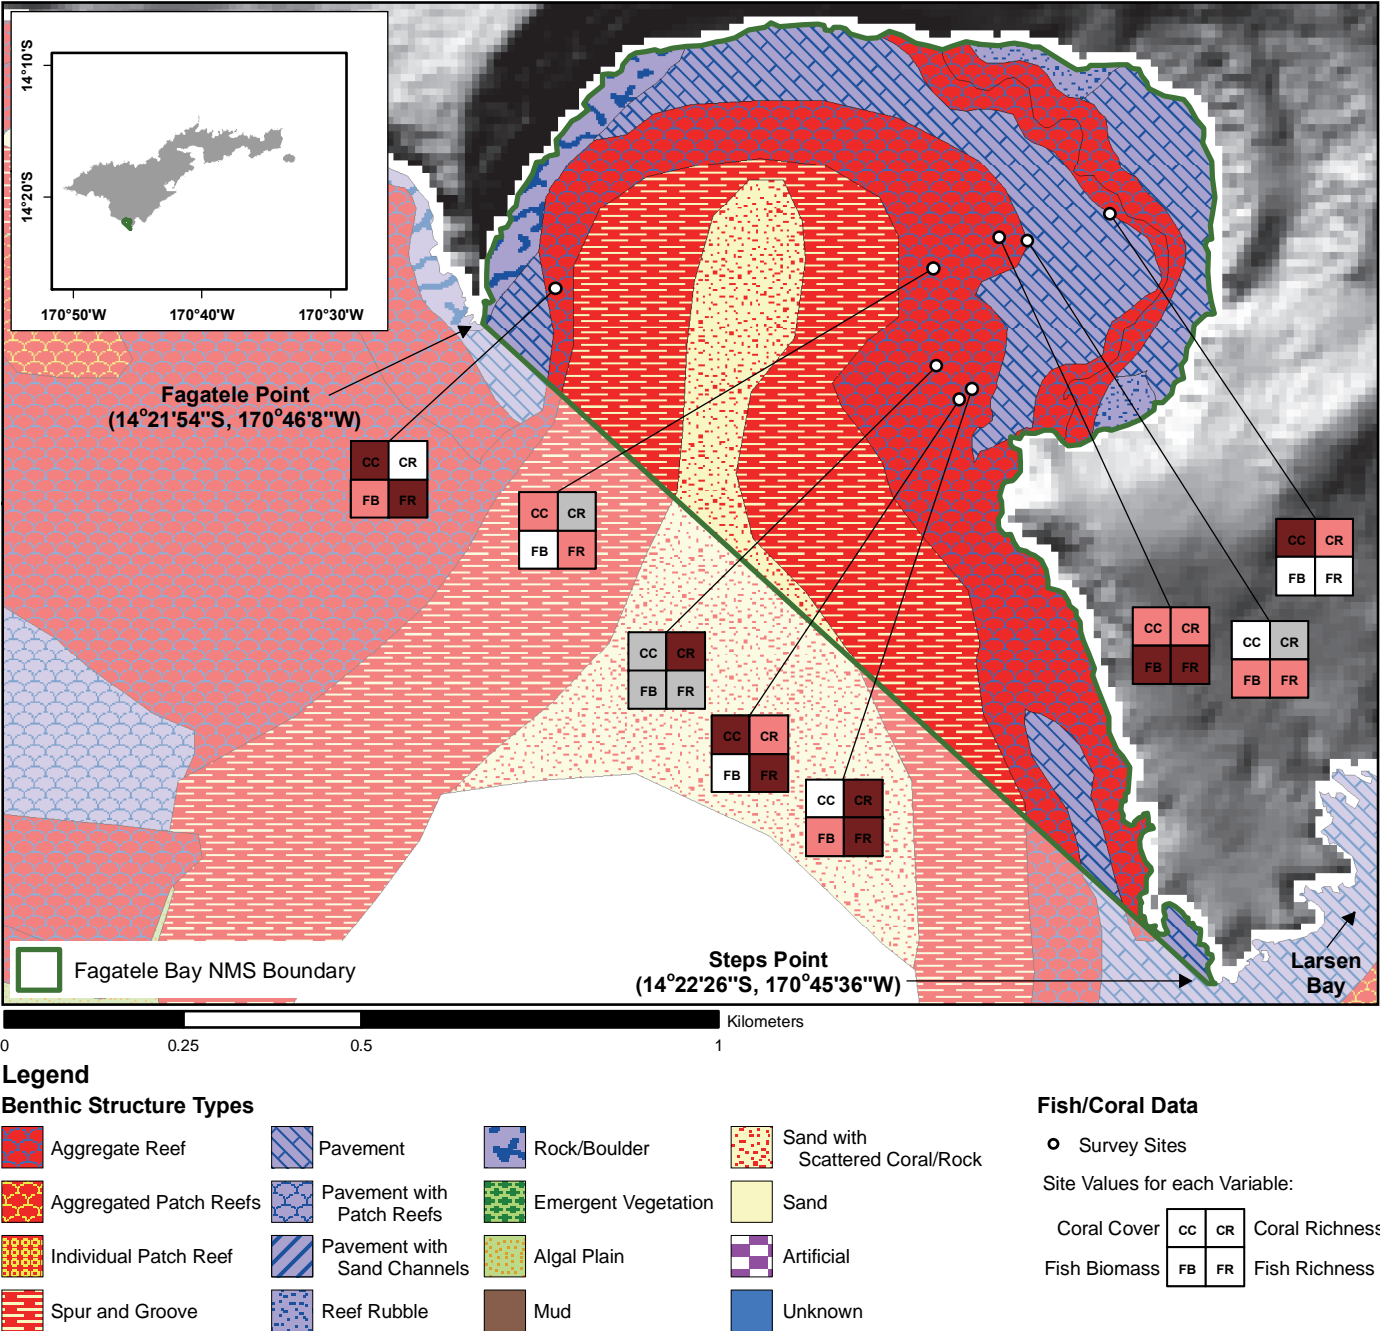 14°10'S
14°20'S
170°50'W
170°40'W
170°30'W
Fagatele Point
(14°21'54"S, 170°46'8"W)
CC CR
FB FR
CC CR
FB FR
CC CR
FB FR
CC CR
FB FR
CC CR
FB FR
CC CR
FB FR
CC CR
FB FR
CC CR
FB FR
Steps Point
(14°22'26"S, 170°45'36"W)
Larsen
Bay
Fagatele Bay NMS Boundary
Kilometers
0 0.25 0.5 1
Legend
Benthic Structure Types
Aggregate Reef
Aggregated Patch Reefs
Individual Patch Reef
Spur and Groove
Pavement
Pavement with
Patch Reefs
Pavement with
Sand Channels
Reef Rubble
Rock/Boulder
Emergent Vegetation
Algal Plain
Mud
Sand with
Scattered Coral/Rock
Sand
Artificial
Unknown
Fish/Coral Data
Survey Sites
Site Values for each Variable:
Coral Cover CC CR Coral Richness
Fish Biomass FB FR Fish Richness